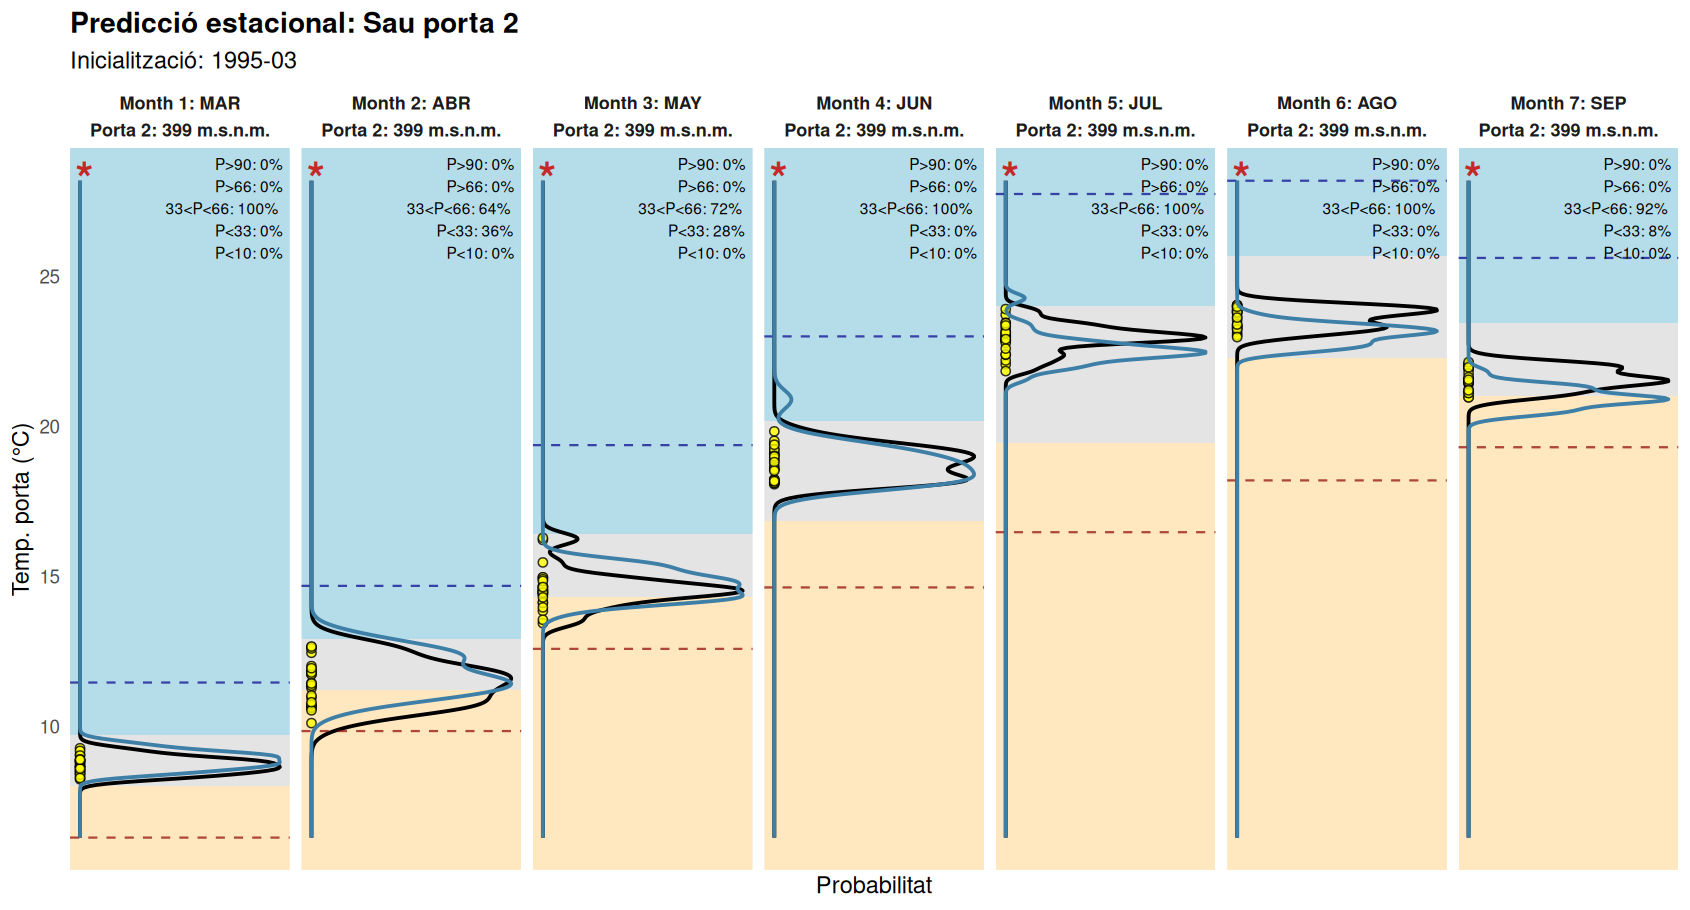 Predicció estacional: Sau porta 2
Inicialització: 1995-03
Month 1: MAR
Porta 2: 399 m.s.n.m.
Month 2: ABR
Porta 2: 399 m.s.n.m.
Month 3: MAY
Porta 2: 399 m.s.n.m.
Month 4: JUN
Porta 2: 399 m.s.n.m.
Month 5: JUL
Porta 2: 399 m.s.n.m.
Month 6: AGO
Porta 2: 399 m.s.n.m.
Month 7: SEP
Porta 2: 399 m.s.n.m.
*
P>90: 0%
P>66: 0%
33<P<66: 100%
P<33: 0%
P<10: 0%
*
P>90: 0%
P>66: 0%
33<P<66: 64%
P<33: 36%
P<10: 0%
*
P>90: 0%
P>66: 0%
33<P<66: 72%
P<33: 28%
P<10: 0%
*
P>90: 0%
P>66: 0%
33<P<66: 100%
P<33: 0%
P<10: 0%
*
P>90: 0%
P>66: 0%
33<P<66: 100%
P<33: 0%
P<10: 0%
*
P>90: 0%
P>66: 0%
33<P<66: 100%
P<33: 0%
P<10: 0%
*
P>90: 0%
P>66: 0%
33<P<66: 92%
P<33: 8%
P<10: 0%
25
20
15
10
Temp. porta (°C)
Probabilitat